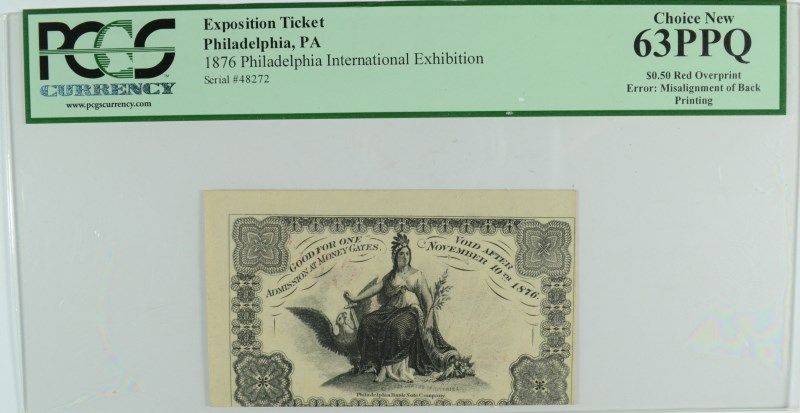 PCGS
CURRENCY
www.pcgscurrency.com
Exposition Ticket
Philadelphia, PA
1876 Philadelphia International Exhibition
Serial #48272
Choice New
63PPQ
$0.50 Red Overprint
Error: Misalignment of Back
Printing
GOOD FOR ONE
ADMISSION AT MONEY GATES.
VOID AFTER
NOVEMBER 10TH 1876.
Philadelphia Bank Note Company.